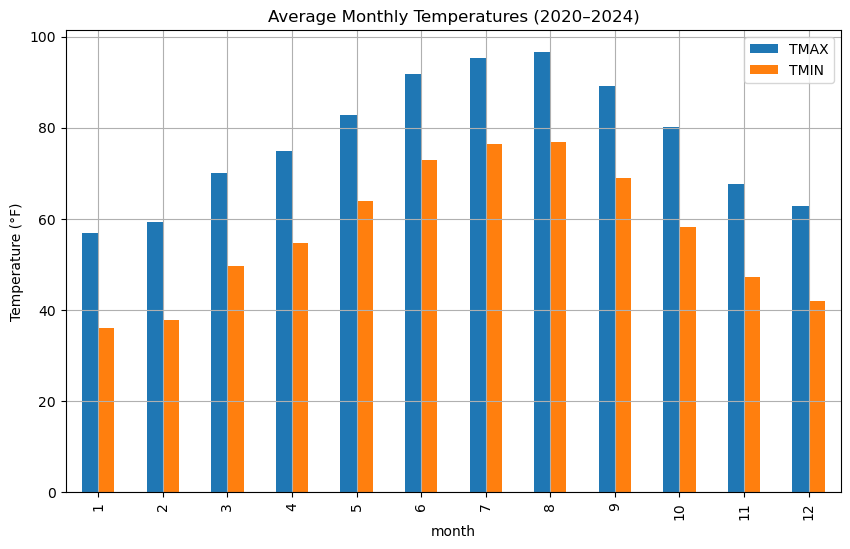 Average Monthly Temperatures (2020–2024)
TMAX
TMIN
Temperature (°F)
100
80
60
40
20
0
1 2 3 4 5 6 7 8 9 10 11 12
month